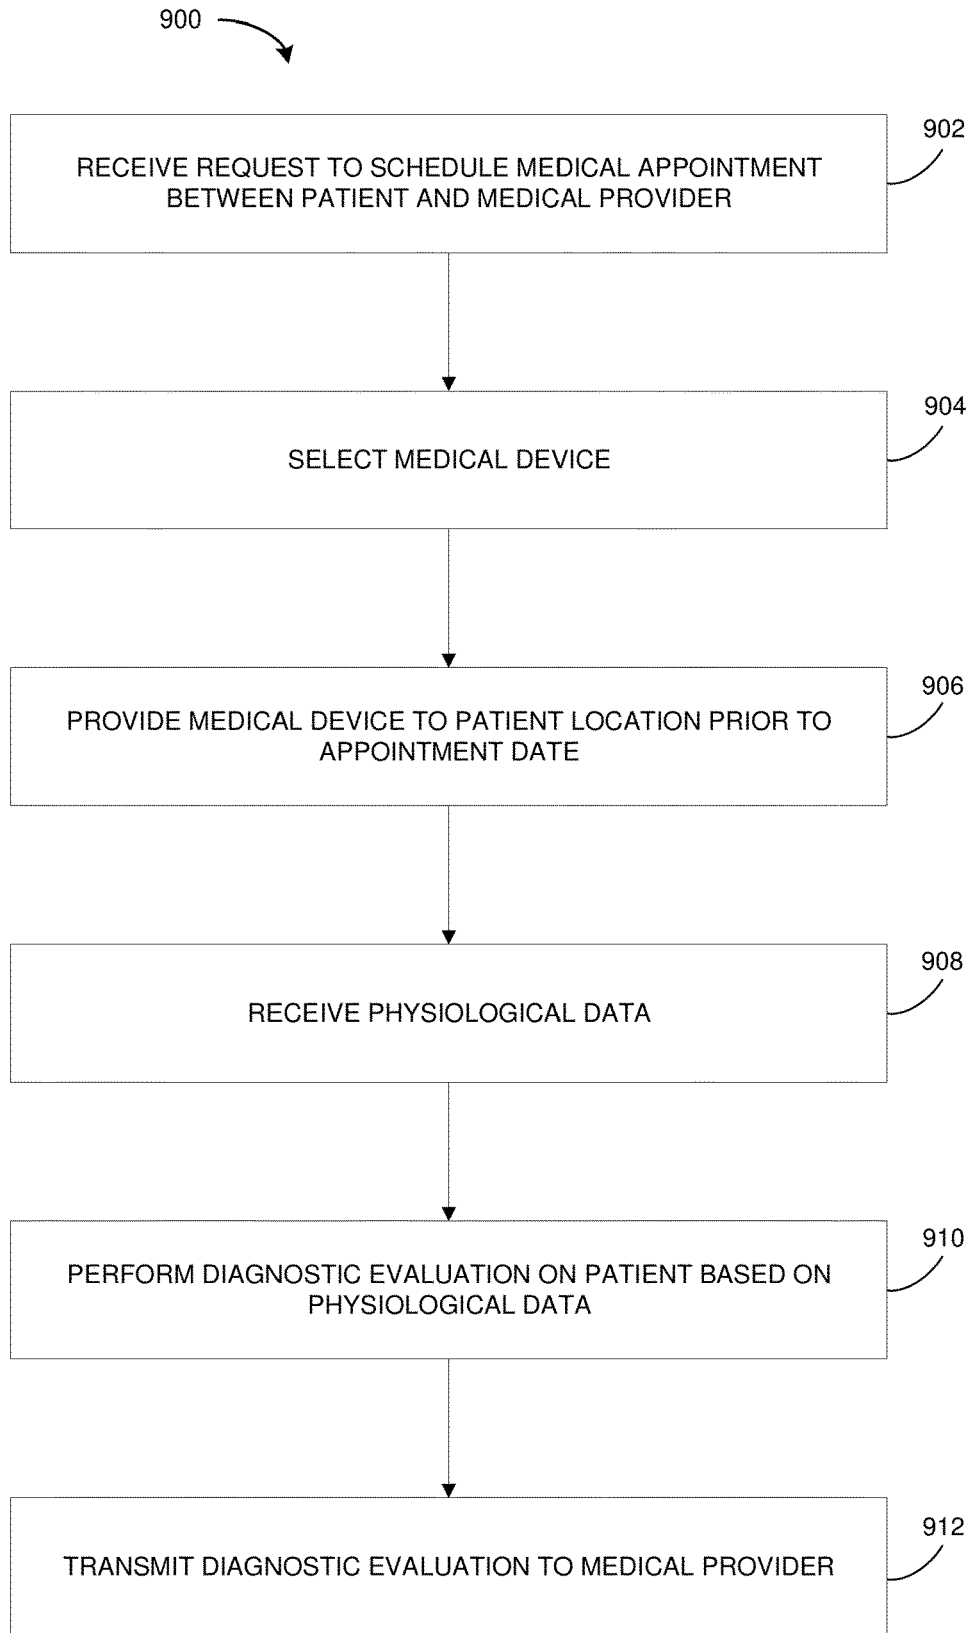 900
902
RECEIVE REQUEST TO SCHEDULE MEDICAL APPOINTMENT
BETWEEN PATIENT AND MEDICAL PROVIDER
904
SELECT MEDICAL DEVICE
906
PROVIDE MEDICAL DEVICE TO PATIENT LOCATION PRIOR TO
APPOINTMENT DATE
908
RECEIVE PHYSIOLOGICAL DATA
910
PERFORM DIAGNOSTIC EVALUATION ON PATIENT BASED ON
PHYSIOLOGICAL DATA
912
TRANSMIT DIAGNOSTIC EVALUATION TO MEDICAL PROVIDER